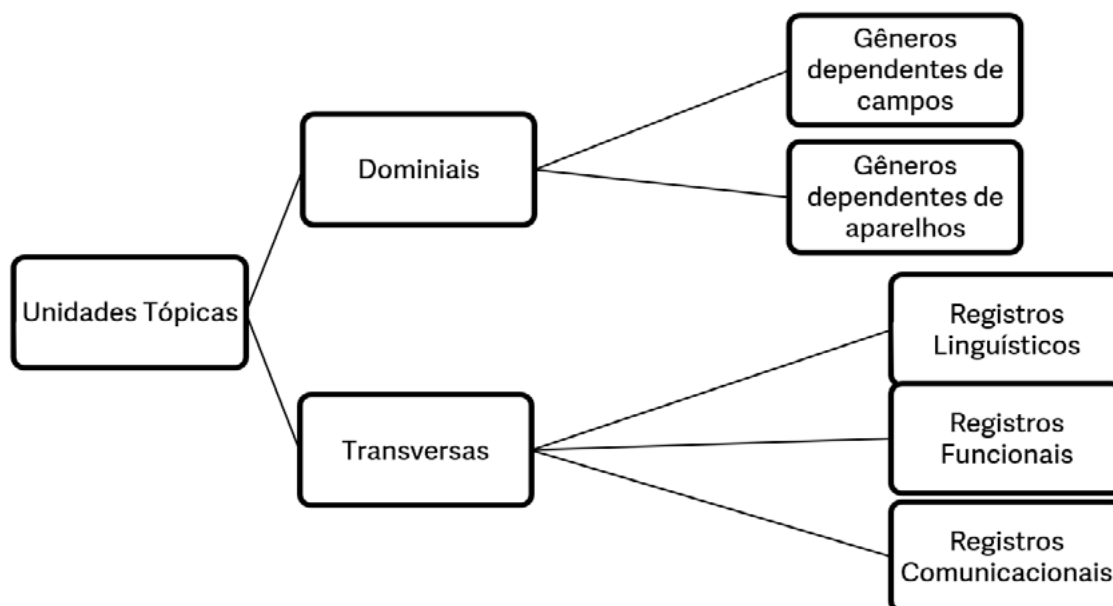 Gêneros
dependentes de
campos
Dominiais
Gêneros
dependentes de
aparelhos
Unidades Tópicas
Registros
Linguísticos
Transversas
Registros
Funcionais
Registros
Comunicacionais